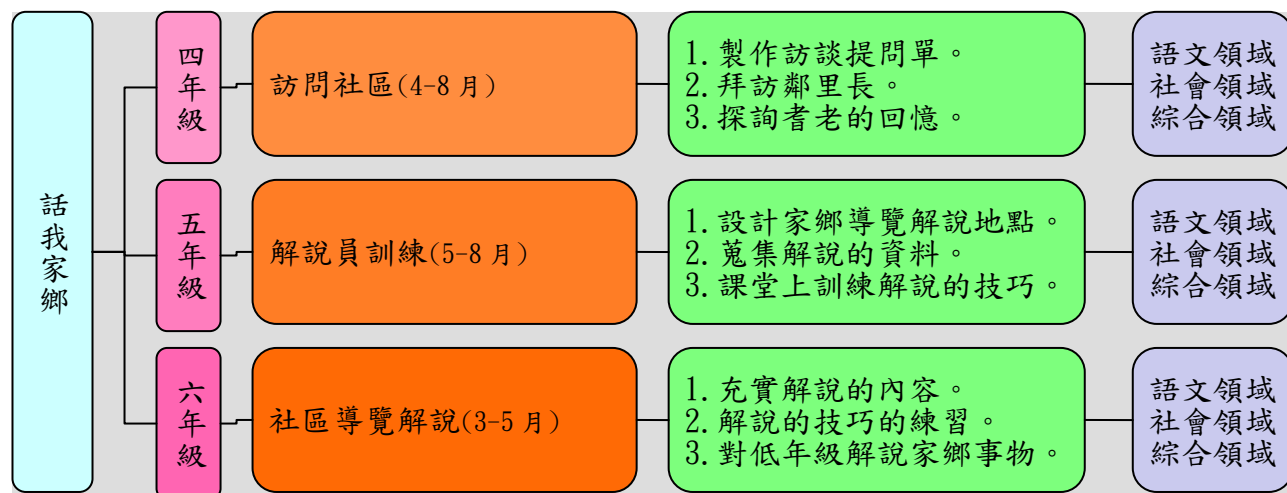 話我家鄉
四年級
訪問社區(4-8 月)
1. 製作訪談提問單。
2. 拜訪鄰里長。
3. 探詢耆老的回憶。
語文領域
社會領域
綜合領域
五年級
解說員訓練(5-8 月)
1. 設計家鄉導覽解說地點。
2. 蒐集解說的資料。
3. 課堂上訓練解說的技巧。
語文領域
社會領域
綜合領域
六年級
社區導覽解說(3-5 月)
1. 充實解說的內容。
2. 解說的技巧的練習。
3. 對低年級解說家鄉事物。
語文領域
社會領域
綜合領域